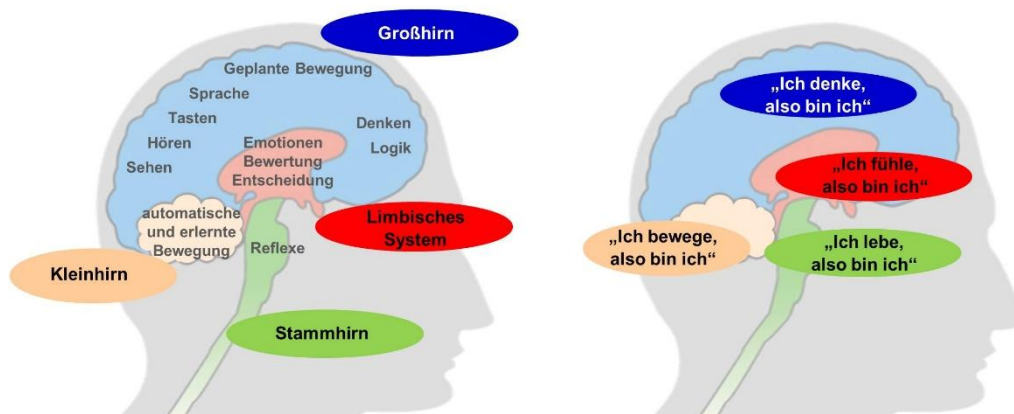 Großhirn
Geplante Bewegung
Sprache
Tasten
Hören
Sehen
Denken
Logik
Emotionen
Bewertung
Entscheidung
automatische
und erlernte
Bewegung
Reflexe
Limbisches
System
Kleinhirn
Stammhirn
„Ich denke,
also bin ich“
„Ich fühle,
also bin ich“
„Ich bewege,
also bin ich“
„Ich lebe,
also bin ich“